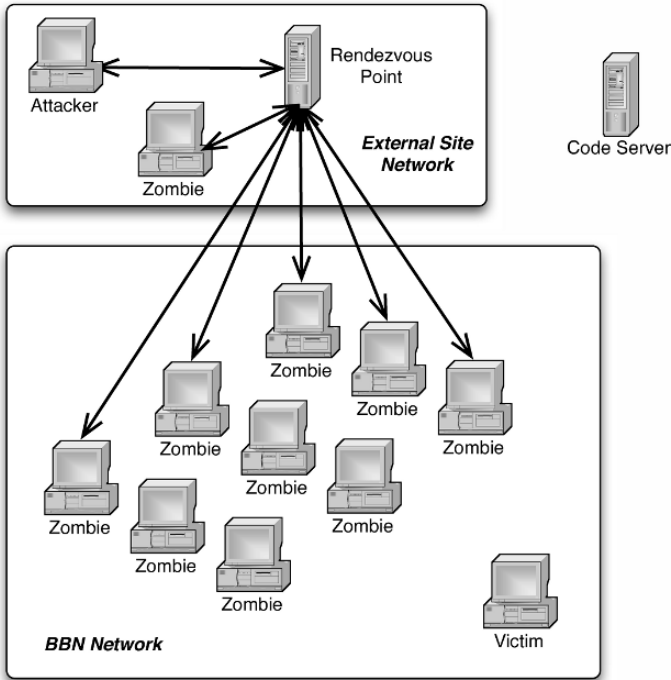 Rendezvous
Point
Attacker
External Site
Network
Zombie
Code Server
Zombie
Zombie
Zombie
Zombie
Zombie
Zombie
Zombie
Zombie
Zombie
Victim
BBN Network